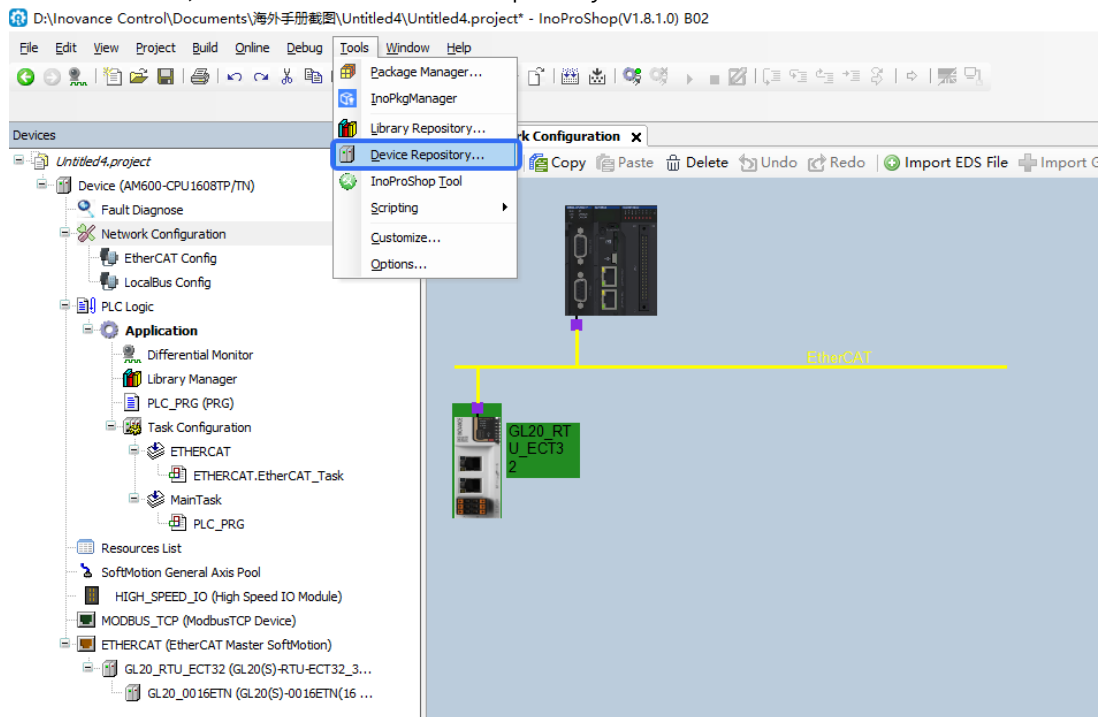 D:\Inovance Control\Documents\海外手册截图\Untitled4\Untitled4.project* - InoProShop(V1.8.1.0) B02
File Edit View Project Build Online Debug Tools Window Help
Package Manager...
InoPkgManager
Library Repository...
Device Repository...
InoProShop Tool
Scripting
Customize...
Options...
Devices
rk Configuration
Copy Paste Delete Undo Redo Import EDS File Import G
Untitled4.project
Device (AM600-CPU1608TP/TN)
Fault Diagnose
Network Configuration
EtherCAT Config
LocalBus Config
PLC Logic
Application
Differential Monitor
Library Manager
PLC_PRG (PRG)
Task Configuration
ETHERCAT
ETHERCAT.EtherCAT_Task
MainTask
PLC_PRG
Resources List
SoftMotion General Axis Pool
HIGH_SPEED_IO (High Speed IO Module)
MODBUS_TCP (ModbusTCP Device)
ETHERCAT (EtherCAT Master SoftMotion)
GL20_RTU_ECT32 (GL20(S)-RTU-ECT32_3...
GL20_0016ETN (GL20(S)-0016ETN(16 ...
EtherCAT
GL20_RT
U_ECT3
2